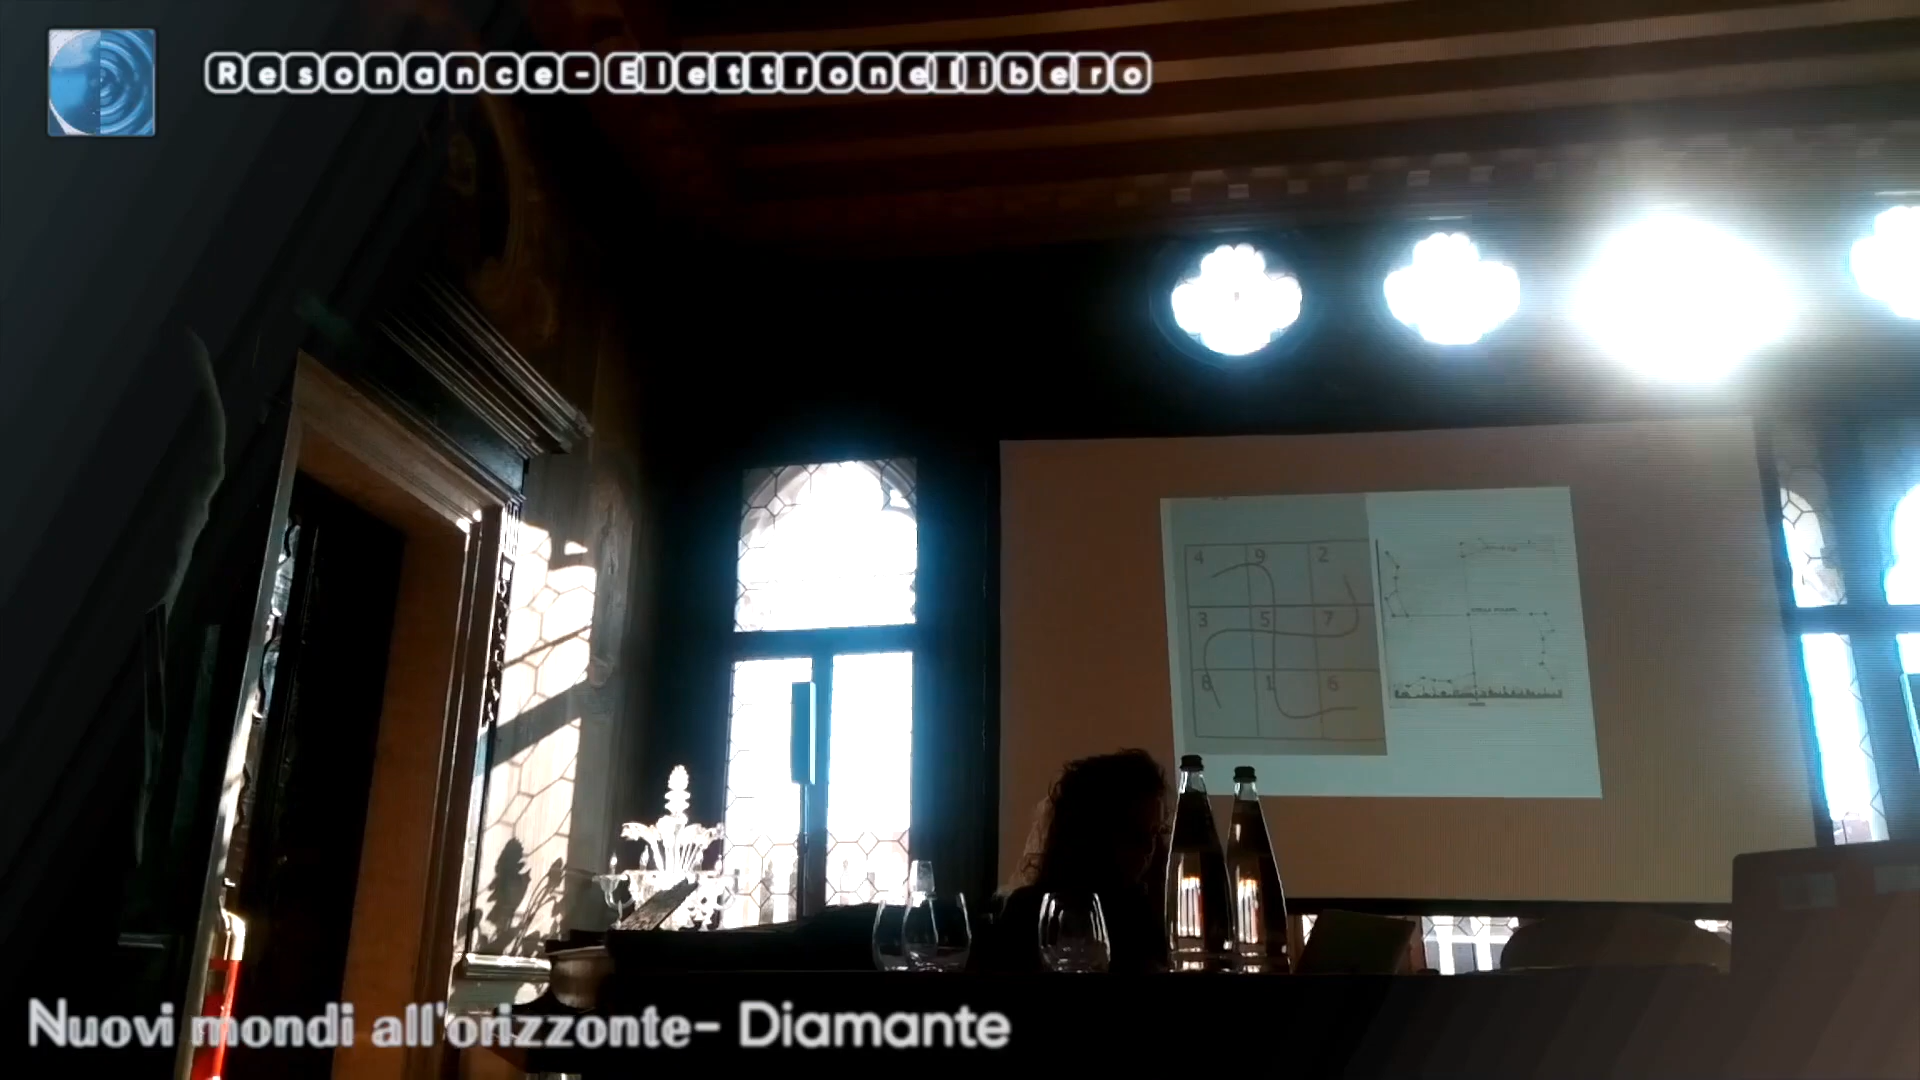 Resonance-Elettronelibero
4 9 2
3 5 7
8 1 6
Nuovi mondi all'orizzonte- Diamante